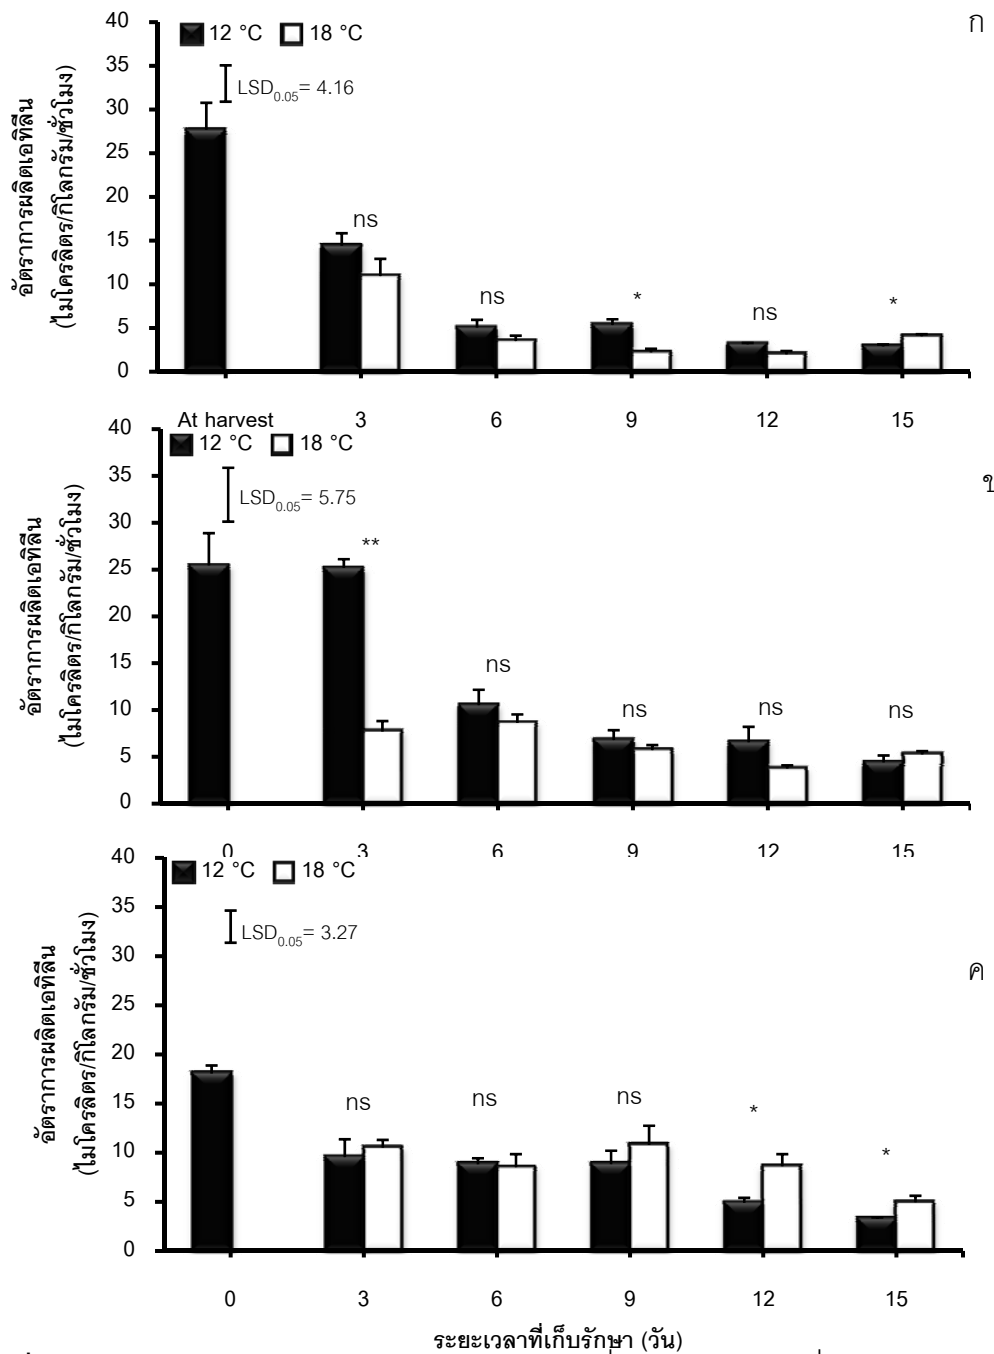 40
12 °C 18 °C
ก
35
LSD0.05= 4.16
30
25
20
ns
15
10
ns
*
ns
*
5
0
อัตราการผลิตเอทิลีน
(ไมโครลิตร/กิโลกรัม/ชั่วโมง)
At harvest 3 6 9 12 15
40
12 °C 18 °C
35
LSD0.05= 5.75
ข
30
**
25
20
15
ns
10
ns
ns
ns
5
0
อัตราการผลิตเอทิลีน
(ไมโครลิตร/กิโลกรัม/ชั่วโมง)
0 3 6 9 12 15
40
12 °C 18 °C
35
LSD0.05= 3.27
30
ค
25
20
15
ns
ns
ns
*
10
*
5
0
อัตราการผลิตเอทิลีน
(ไมโครลิตร/กิโลกรัม/ชั่วโมง)
0 3 6 9 12 15
ระยะเวลาที่เก็บรักษา (วัน)